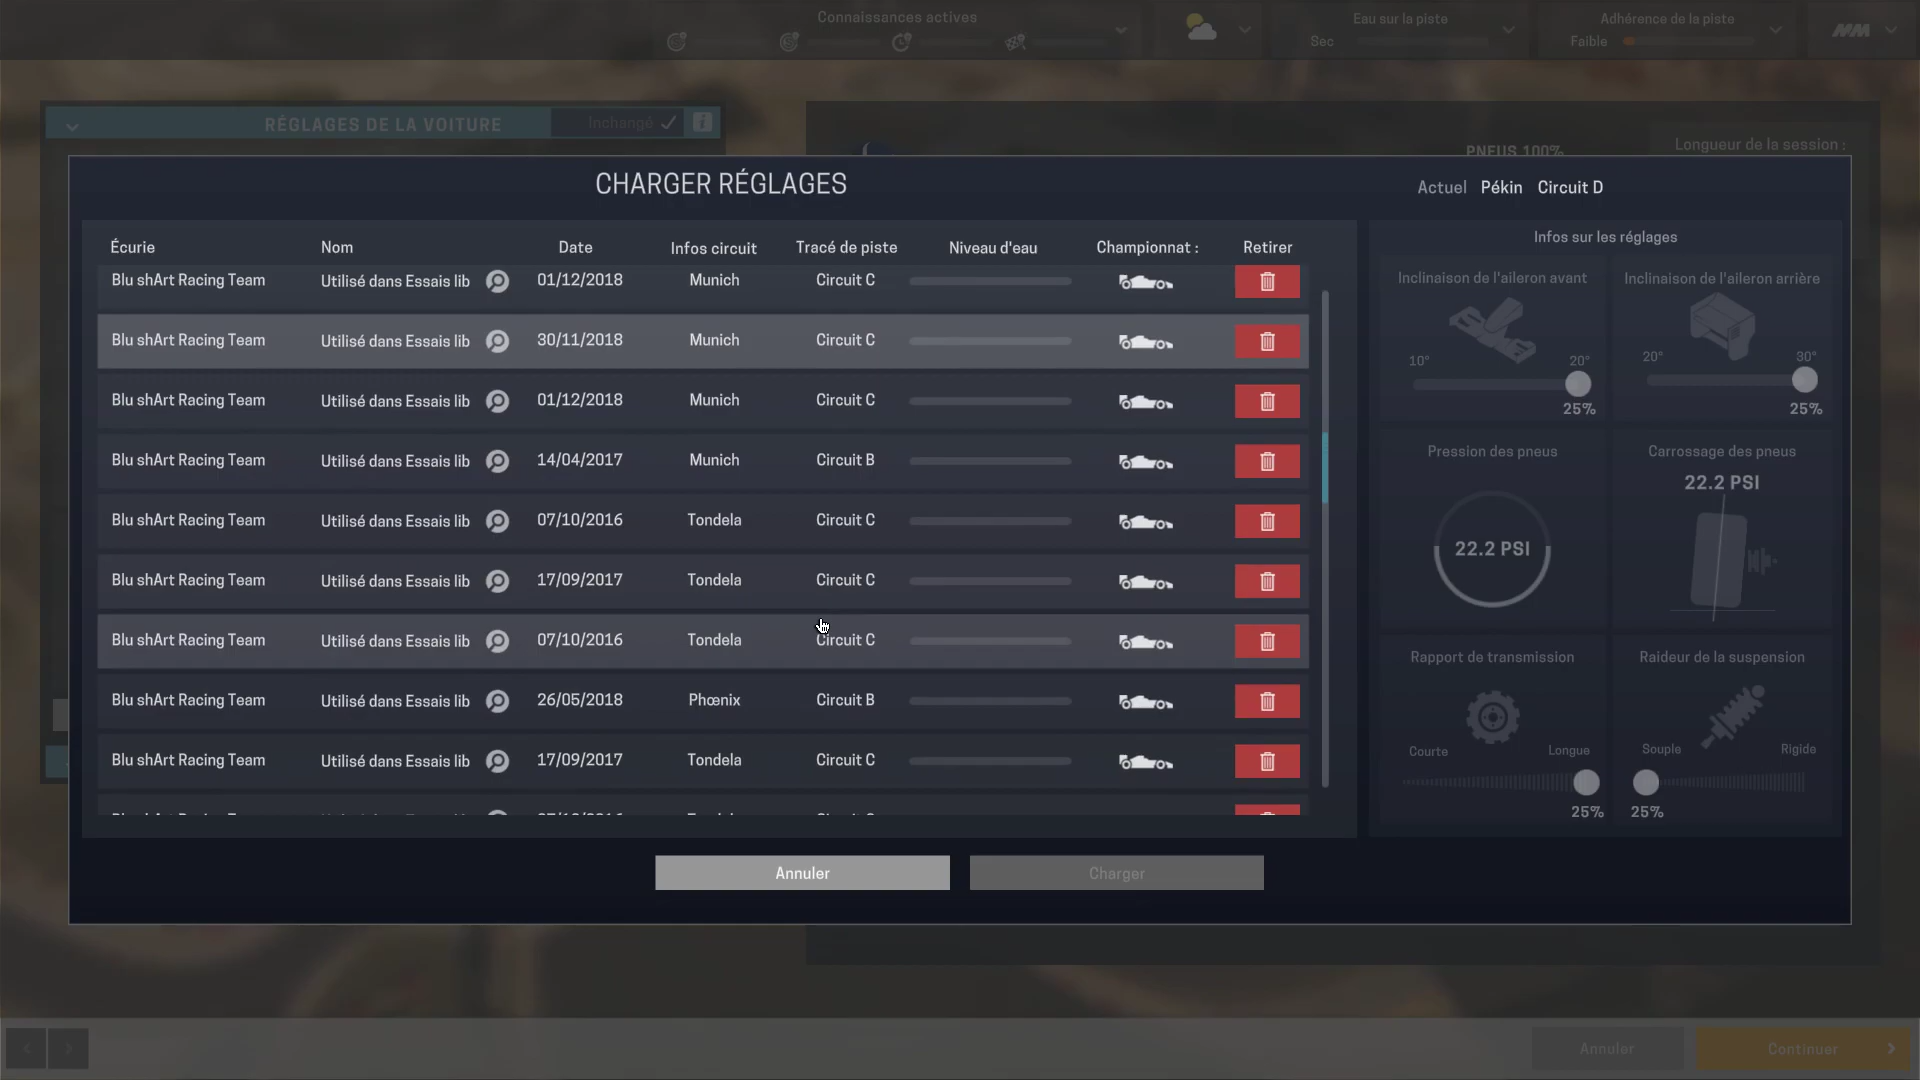 Connaissances actives
Eau sur la piste
Sec
Adhérence de la piste
Faible
RÉGLAGES DE LA VOITURE
Inchangé
PNEUS 100%
Longueur de la session :
CHARGER RÉGLAGES
Actuel Pékin Circuit D
Écurie Nom Date Infos circuit Tracé de piste Niveau d'eau Championnat : Retirer
Blu shArt Racing Team Utilisé dans Essais lib 01/12/2018 Munich Circuit C
Blu shArt Racing Team Utilisé dans Essais lib 30/11/2018 Munich Circuit C
Blu shArt Racing Team Utilisé dans Essais lib 01/12/2018 Munich Circuit C
Blu shArt Racing Team Utilisé dans Essais lib 14/04/2017 Munich Circuit B
Blu shArt Racing Team Utilisé dans Essais lib 07/10/2016 Tondela Circuit C
Blu shArt Racing Team Utilisé dans Essais lib 17/09/2017 Tondela Circuit C
Blu shArt Racing Team Utilisé dans Essais lib 07/10/2016 Tondela Circuit C
Blu shArt Racing Team Utilisé dans Essais lib 26/05/2018 Phœnix Circuit B
Blu shArt Racing Team Utilisé dans Essais lib 17/09/2017 Tondela Circuit C
Infos sur les réglages
Inclinaison de l'aileron avant
10° 20°
25%
Inclinaison de l'aileron arrière
20° 30°
25%
Pression des pneus
22.2 PSI
Carrossage des pneus
22.2 PSI
Rapport de transmission
Courte Longue
25%
Raideur de la suspension
Souple Rigide
25%
Annuler Charger
Annuler Continuer